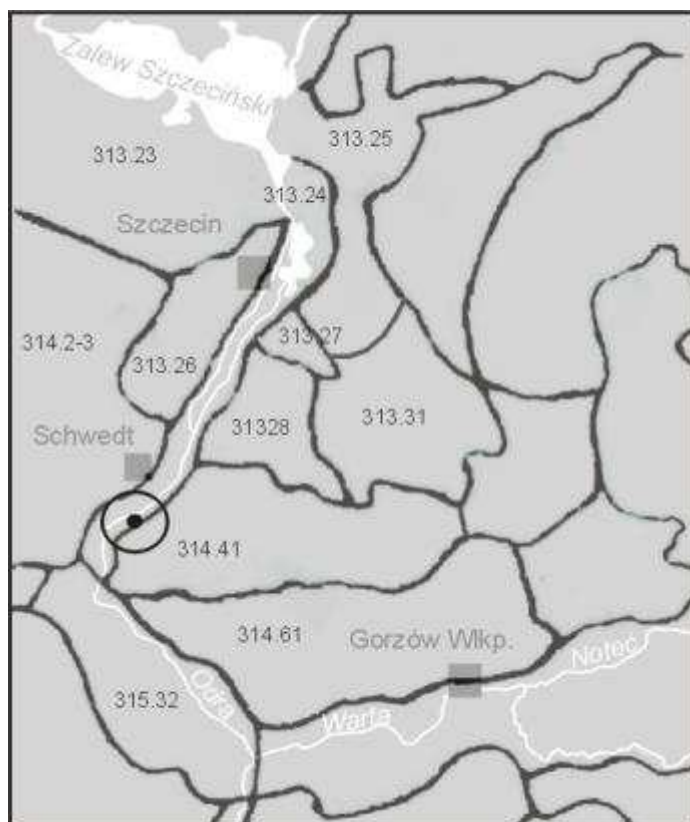 Zalew Szczeciński
313.25
313.23
313.24
Szczecin
313.27
314.2-3
313.26
313.31
31328
Schwedt
314.41
314.61
Gorzów Wlkp.
Noteć
315.32
Odra
Warta